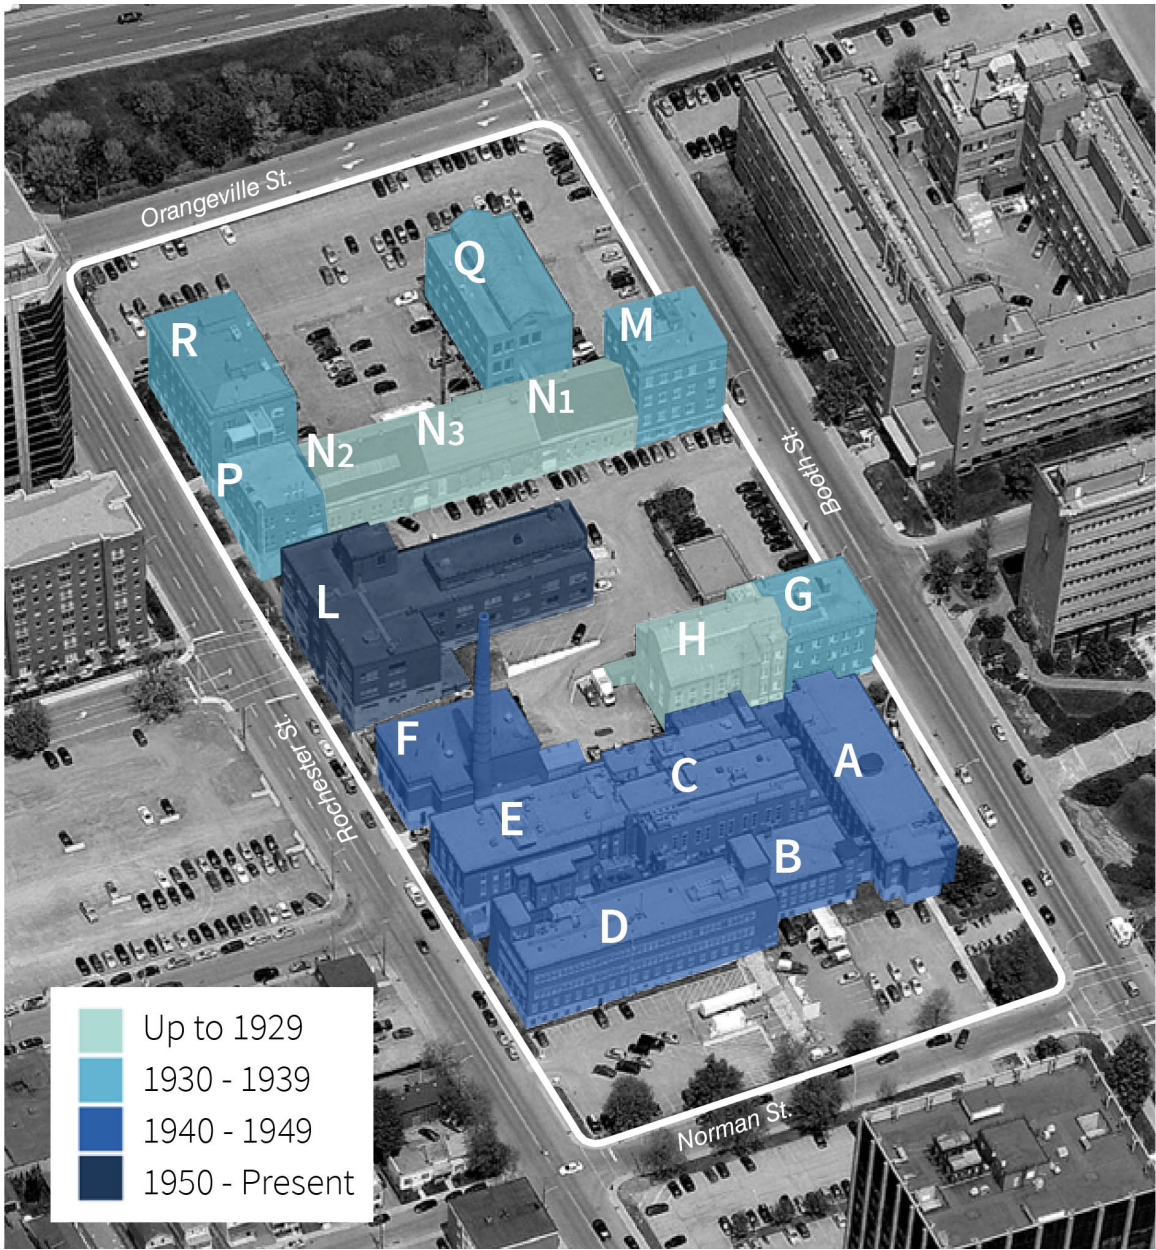 Orangeville St.
Q
R
M
N1
N3
N2
P
Booth St.
L
G
H
Rochester St.
F
A
C
E
B
D
Up to 1929
1930 - 1939
1940 - 1949
1950 - Present
Norman St.